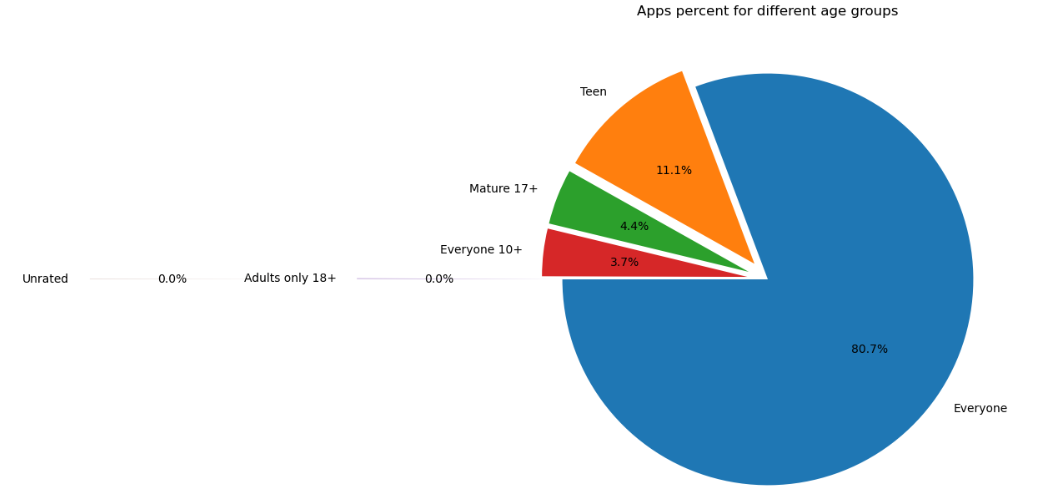 Apps percent for different age groups
Teen
11.1%
Mature 17+
4.4%
Everyone 10+
3.7%
Unrated
0.0%
Adults only 18+
0.0%
80.7%
Everyone